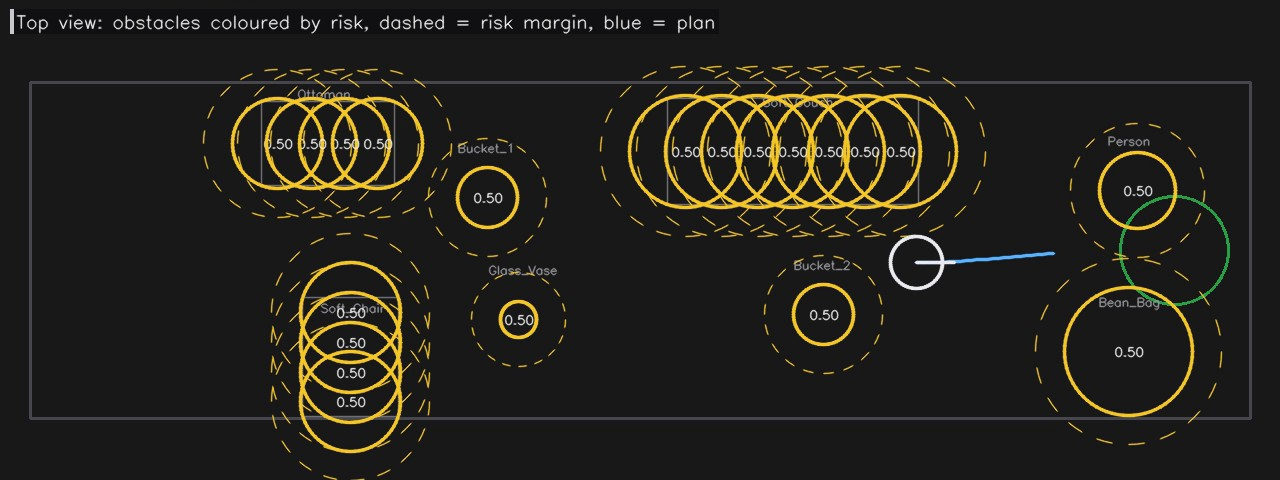 Top view: obstacles coloured by risk, dashed = risk margin, blue = plan
Ottoman
0.50 0.50 0.50 0.50
Bucket_1
0.50
Soft_Couch
0.50 0.50 0.50 0.50 0.50 0.50 0.50
Person
0.50
Glass_Vase
0.50
Bucket_2
0.50
Soft_Chair
0.50
0.50
0.50
0.50
Bean_Bag
0.50